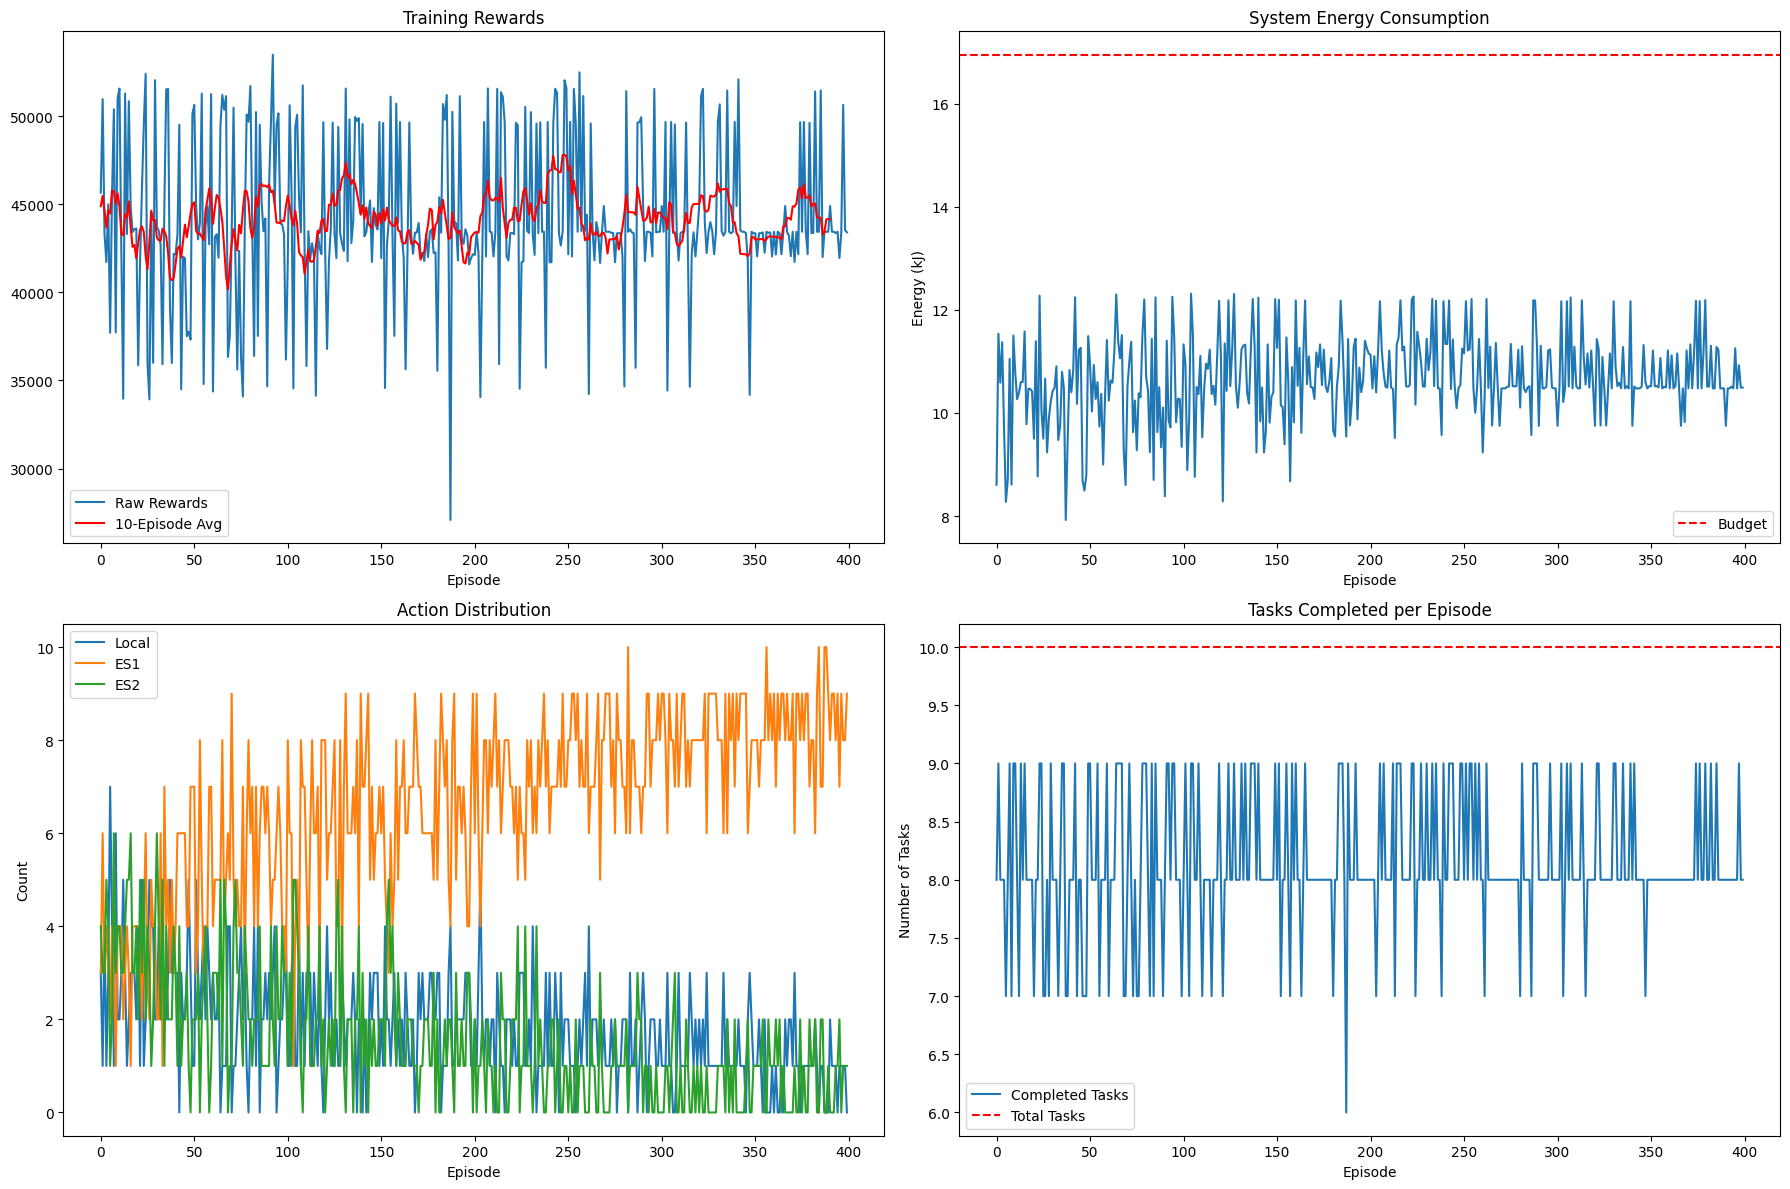 Training Rewards
50000
45000
40000
35000
30000
Raw Rewards
10-Episode Avg
0 50 100 150 200 250 300 350 400
Episode
System Energy Consumption
Energy (kJ)
16
14
12
10
8
Budget
0 50 100 150 200 250 300 350 400
Episode
Action Distribution
Count
10
8
6
4
2
0
Local
ES1
ES2
0 50 100 150 200 250 300 350 400
Episode
Tasks Completed per Episode
Number of Tasks
10.0
9.5
9.0
8.5
8.0
7.5
7.0
6.5
6.0
Completed Tasks
Total Tasks
0 50 100 150 200 250 300 350 400
Episode